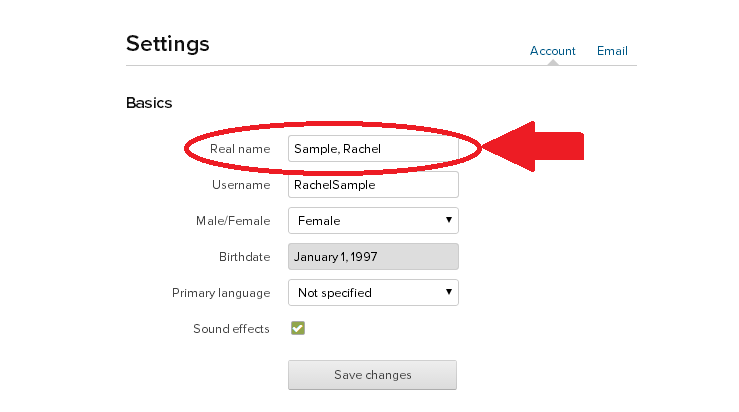 Settings
Account Email
Basics
Real name Sample, Rachel
Username RachelSample
Male/Female Female
Birthdate January 1, 1997
Primary language Not specified
Sound effects
Save changes